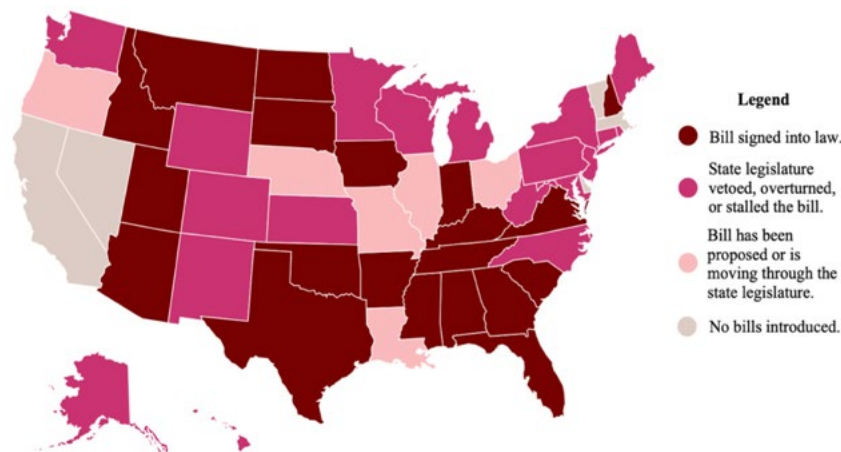 Legend
Bill signed into law.
State legislature
vetoed, overturned,
or stalled the bill.
Bill has been
proposed or is
moving through the
state legislature.
No bills introduced.